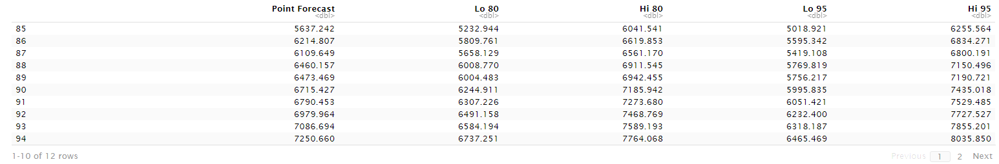 Point Forecast Lo 80 Hi 80 Lo 95 Hi 95
<dbl> <dbl> <dbl> <dbl> <dbl>
85 5637.242 5232.944 6041.541 5018.921 6255.564
86 6214.807 5809.761 6619.853 5595.342 6834.271
87 6109.649 5658.129 6561.170 5419.108 6800.191
88 6460.157 6008.770 6911.545 5769.819 7150.496
89 6473.469 6004.483 6942.455 5756.217 7190.721
90 6715.427 6244.911 7185.942 5995.835 7435.018
91 6790.453 6307.226 7273.680 6051.421 7529.485
92 6979.964 6491.158 7468.769 6232.400 7727.527
93 7086.694 6584.194 7589.193 6318.187 7855.201
94 7250.660 6737.251 7764.068 6465.469 8035.850
1-10 of 12 rows Previous 1 2 Next